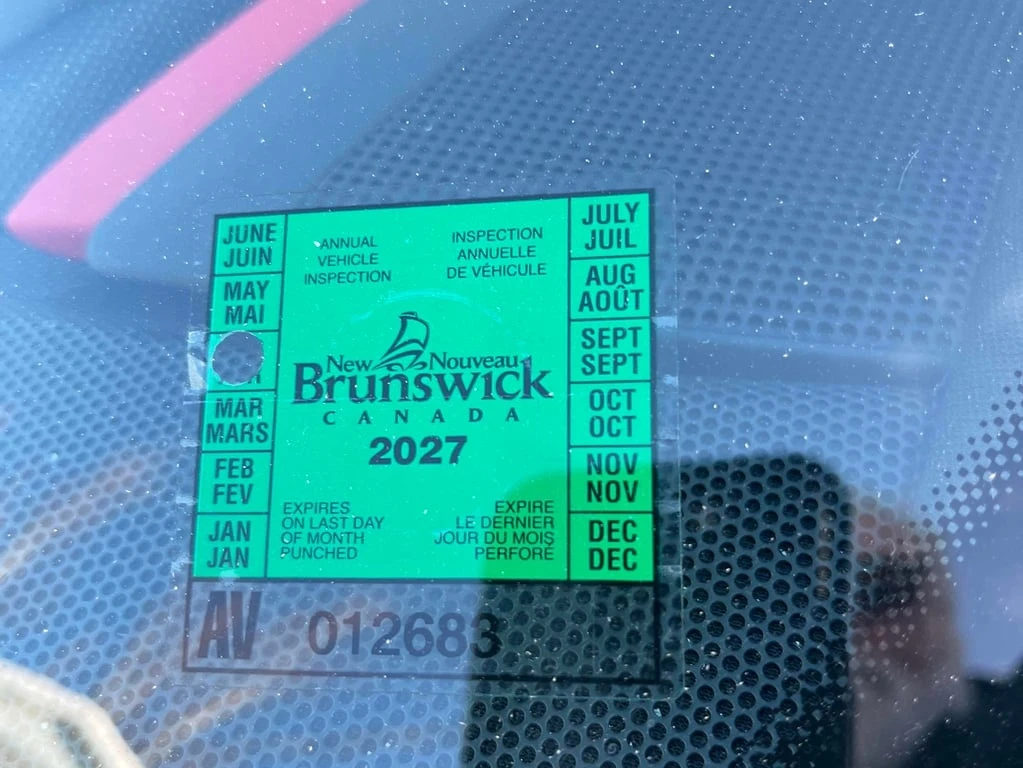 JUNE
JUIN
MAY
MAI
MAR
MARS
FEB
FEV
JAN
JAN
ANNUAL
VEHICLE
INSPECTION
INSPECTION
ANNUELLE
DE VÉHICULE
New Nouveau
Brunswick
CANADA
2027
EXPIRES
ON LAST DAY
OF MONTH
PUNCHED
EXPIRE
LE DERNIER
JOUR DU MOIS
PERFORÉ
JULY
JUIL
AUG
AOÛT
SEPT
SEPT
OCT
OCT
NOV
NOV
DEC
DEC
AV 012683